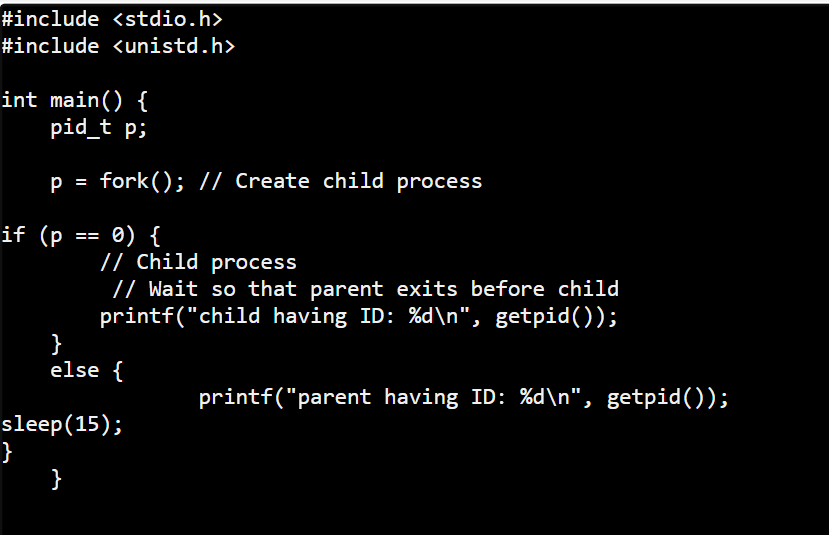 #include <stdio.h>
#include <unistd.h>
int main() {
    pid_t p;
    p = fork(); // Create child process
if (p == 0) {
        // Child process
         // Wait so that parent exits before child
        printf("child having ID: %d\n", getpid());
    }
    else {
                printf("parent having ID: %d\n", getpid());
sleep(15);
}
    }